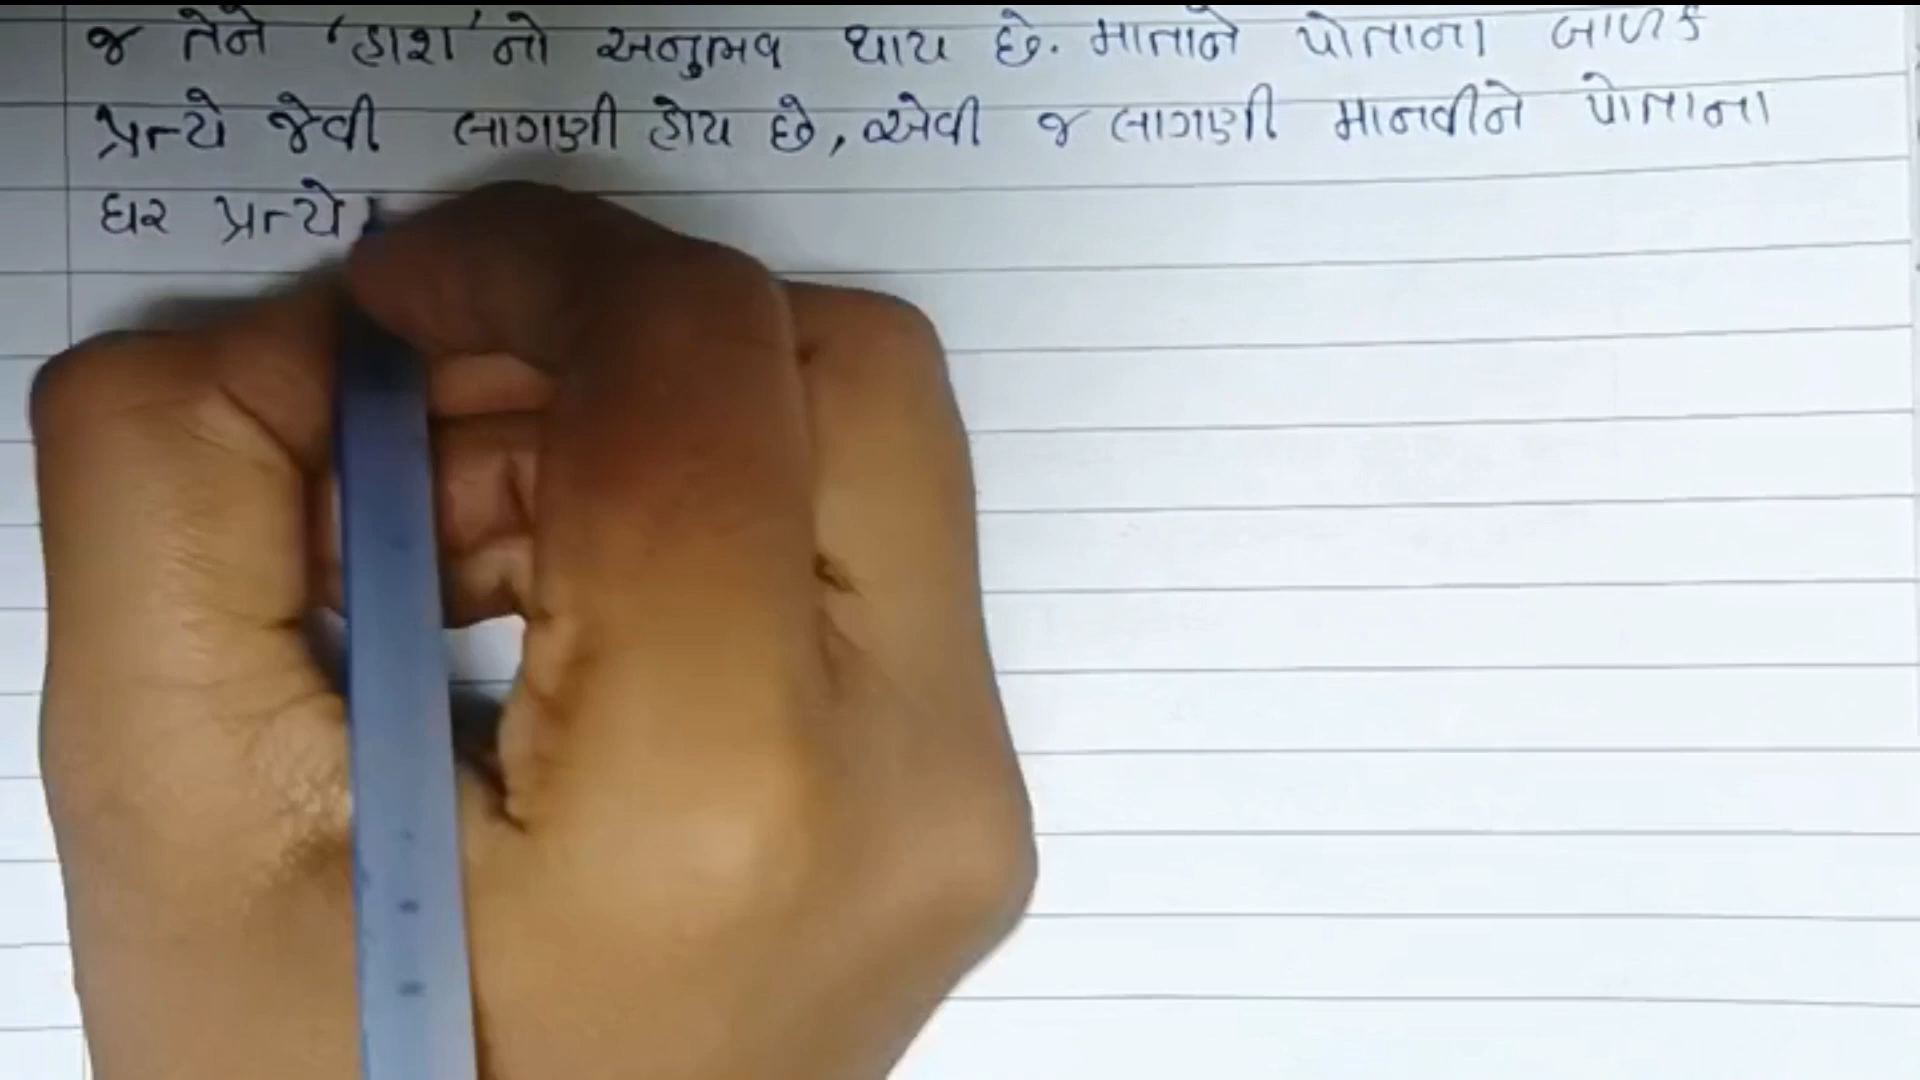 જ તેને 'હાશ' નો અનુભવ થાય છે. માતાને પોતાના બાળક
પ્રત્યે જેવી લાગણી હોય છે, એવી જ લાગણી માનવીને પોતાના
ઘર પ્રત્યે